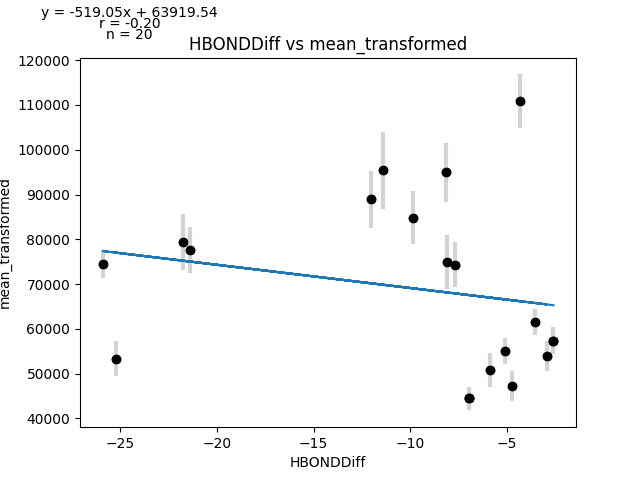 y = -519.05x + 63919.54
r = -0.20
n = 20
HBONDDiff vs mean_transformed
120000
110000
100000
90000
80000
70000
60000
50000
40000
mean_transformed
−25
−20
−15
−10
−5
HBONDDiff